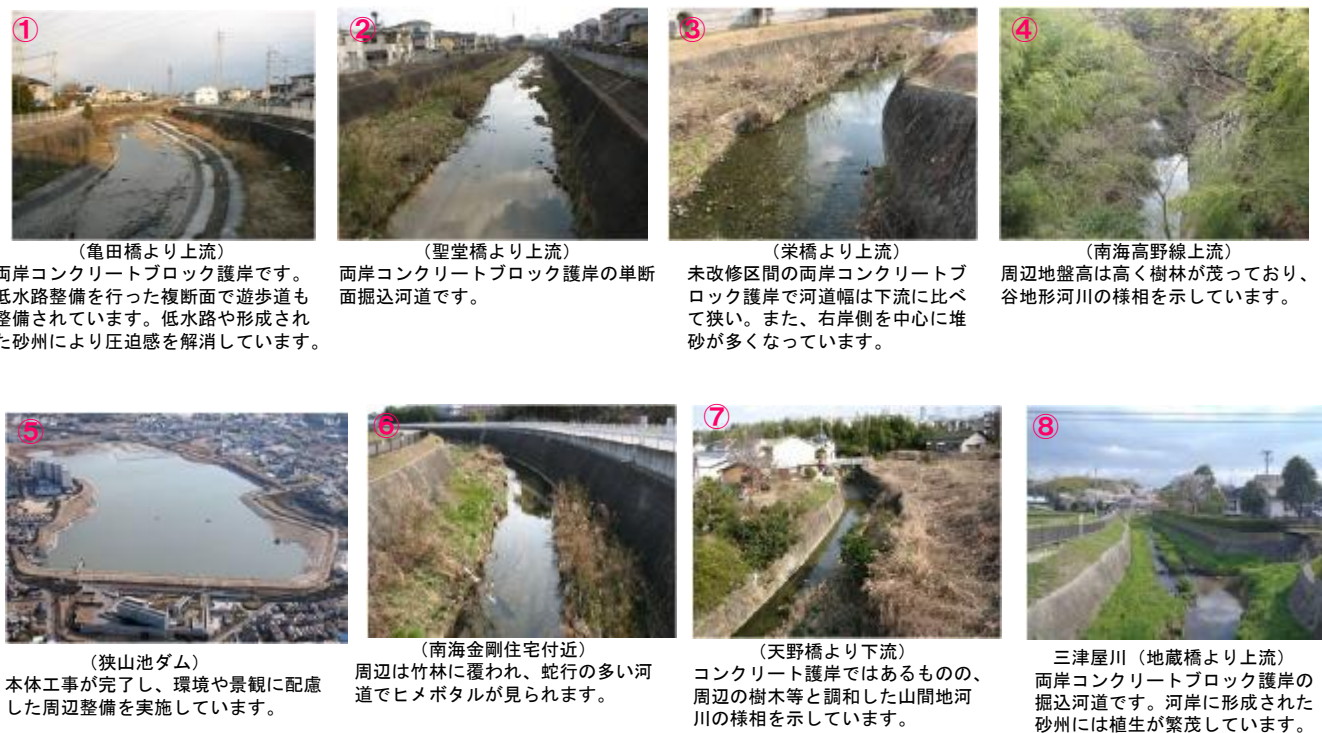 ①
（亀田橋より上流）
両岸コンクリートブロック護岸です。
低水路整備を行った複断面で遊歩道も
整備されています。低水路や形成され
た砂州により圧迫感を解消しています。
②
（聖堂橋より上流）
両岸コンクリートブロック護岸の単断
面掘込河道です。
③
（栄橋より上流）
未改修区間の両岸コンクリートブ
ロック護岸で河道幅は下流に比べ
て狭い。また、右岸側を中心に堆
砂が多くなっています。
④
（南海高野線上流）
周辺地盤高は高く樹林が茂っており、
谷地形河川の様相を示しています。
⑤
（狭山池ダム）
本体工事が完了し、環境や景観に配慮
した周辺整備を実施しています。
⑥
（南海金剛住宅付近）
周辺は竹林に覆われ、蛇行の多い河
道でヒメボタルが見られます。
⑦
（天野橋より下流）
コンクリート護岸ではあるものの、
周辺の樹木等と調和した山間地河
川の様相を示しています。
⑧
三津屋川（地蔵橋より上流）
両岸コンクリートブロック護岸の
掘込河道です。河岸に形成された
砂州には植生が繁茂しています。